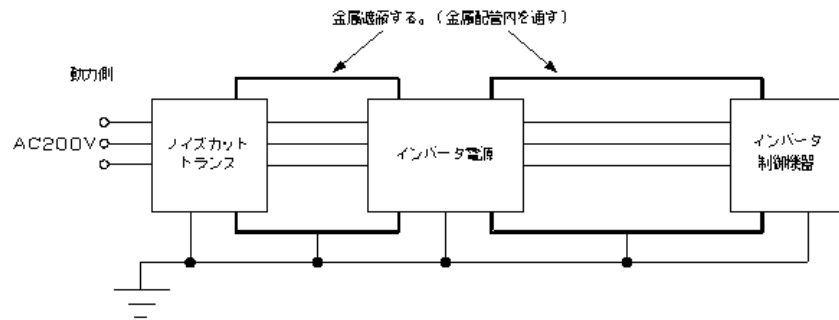 金属遮蔽する。(金属配管内を通す)
動力側
AC200V
ノイズカット
トランス
インバータ電源
インバータ
制御機器